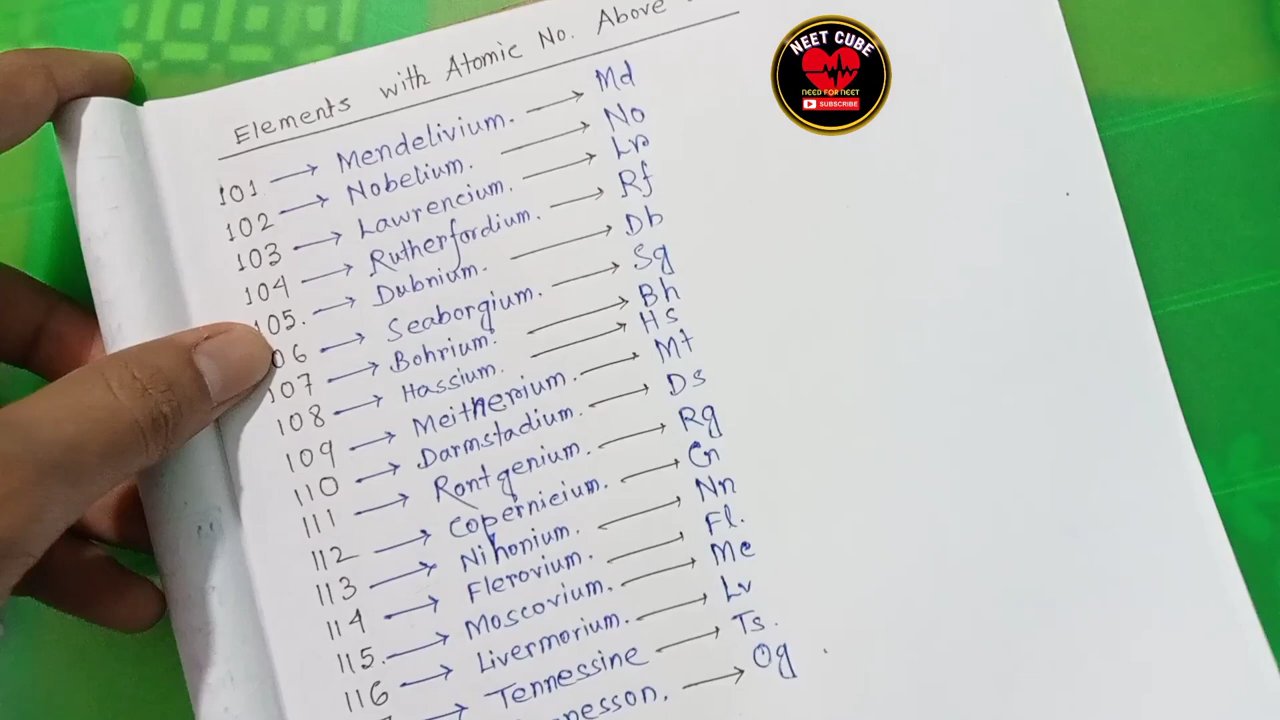 Elements with Atomic No. Above
101 → Mendelivium. → Md
102 → Nobelium. → No
103 → Lawrencium. → Lr
104 → Rutherfordium. → Rf
105. → Dubnium. → Db
06 → Seaborgium. → Sg
107 → Bohrium. → Bh
108 → Hassium. → Hs
109 → Meitnerium. → Mt
110 → Darmstadium. → Ds
111 → Rontgenium. → Rg
112 → Copernicium. → Cn
113 → Nihonium. → Nn
114 → Flerovium. → Fl.
115. → Moscovium. → Mc
116 → Livermorium. → Lv
→ Tennessine → Ts.
nesson. → Og
NEET CUBE
NEED FOR NEET
SUBSCRIBE